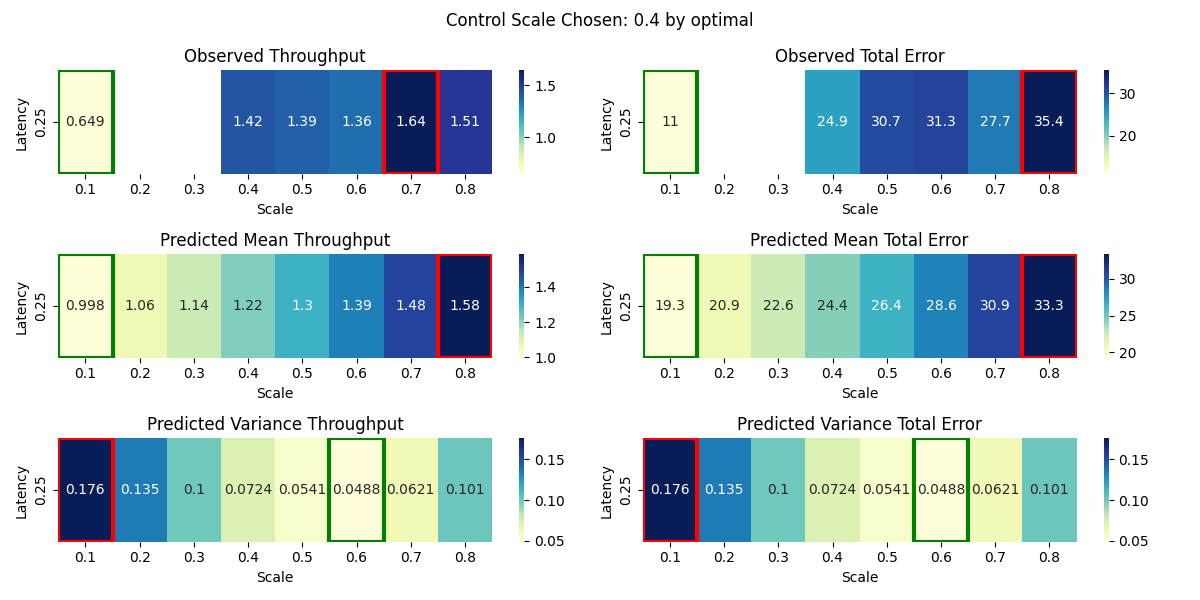 Control Scale Chosen: 0.4 by optimal
Observed Throughput
Latency
0.25
0.649 1.42 1.39 1.36 1.64 1.51
1.5
1.0
0.1 0.2 0.3 0.4 0.5 0.6 0.7 0.8
Scale
Observed Total Error
Latency
0.25
11 24.9 30.7 31.3 27.7 35.4
30
20
0.1 0.2 0.3 0.4 0.5 0.6 0.7 0.8
Scale
Predicted Mean Throughput
Latency
0.25
0.998 1.06 1.14 1.22 1.3 1.39 1.48 1.58
1.4
1.2
1.0
0.1 0.2 0.3 0.4 0.5 0.6 0.7 0.8
Scale
Predicted Mean Total Error
Latency
0.25
19.3 20.9 22.6 24.4 26.4 28.6 30.9 33.3
30
25
20
0.1 0.2 0.3 0.4 0.5 0.6 0.7 0.8
Scale
Predicted Variance Throughput
Latency
0.25
0.176 0.135 0.1 0.0724 0.0541 0.0488 0.0621 0.101
0.15
0.10
0.05
0.1 0.2 0.3 0.4 0.5 0.6 0.7 0.8
Scale
Predicted Variance Total Error
Latency
0.25
0.176 0.135 0.1 0.0724 0.0541 0.0488 0.0621 0.101
0.15
0.10
0.05
0.1 0.2 0.3 0.4 0.5 0.6 0.7 0.8
Scale